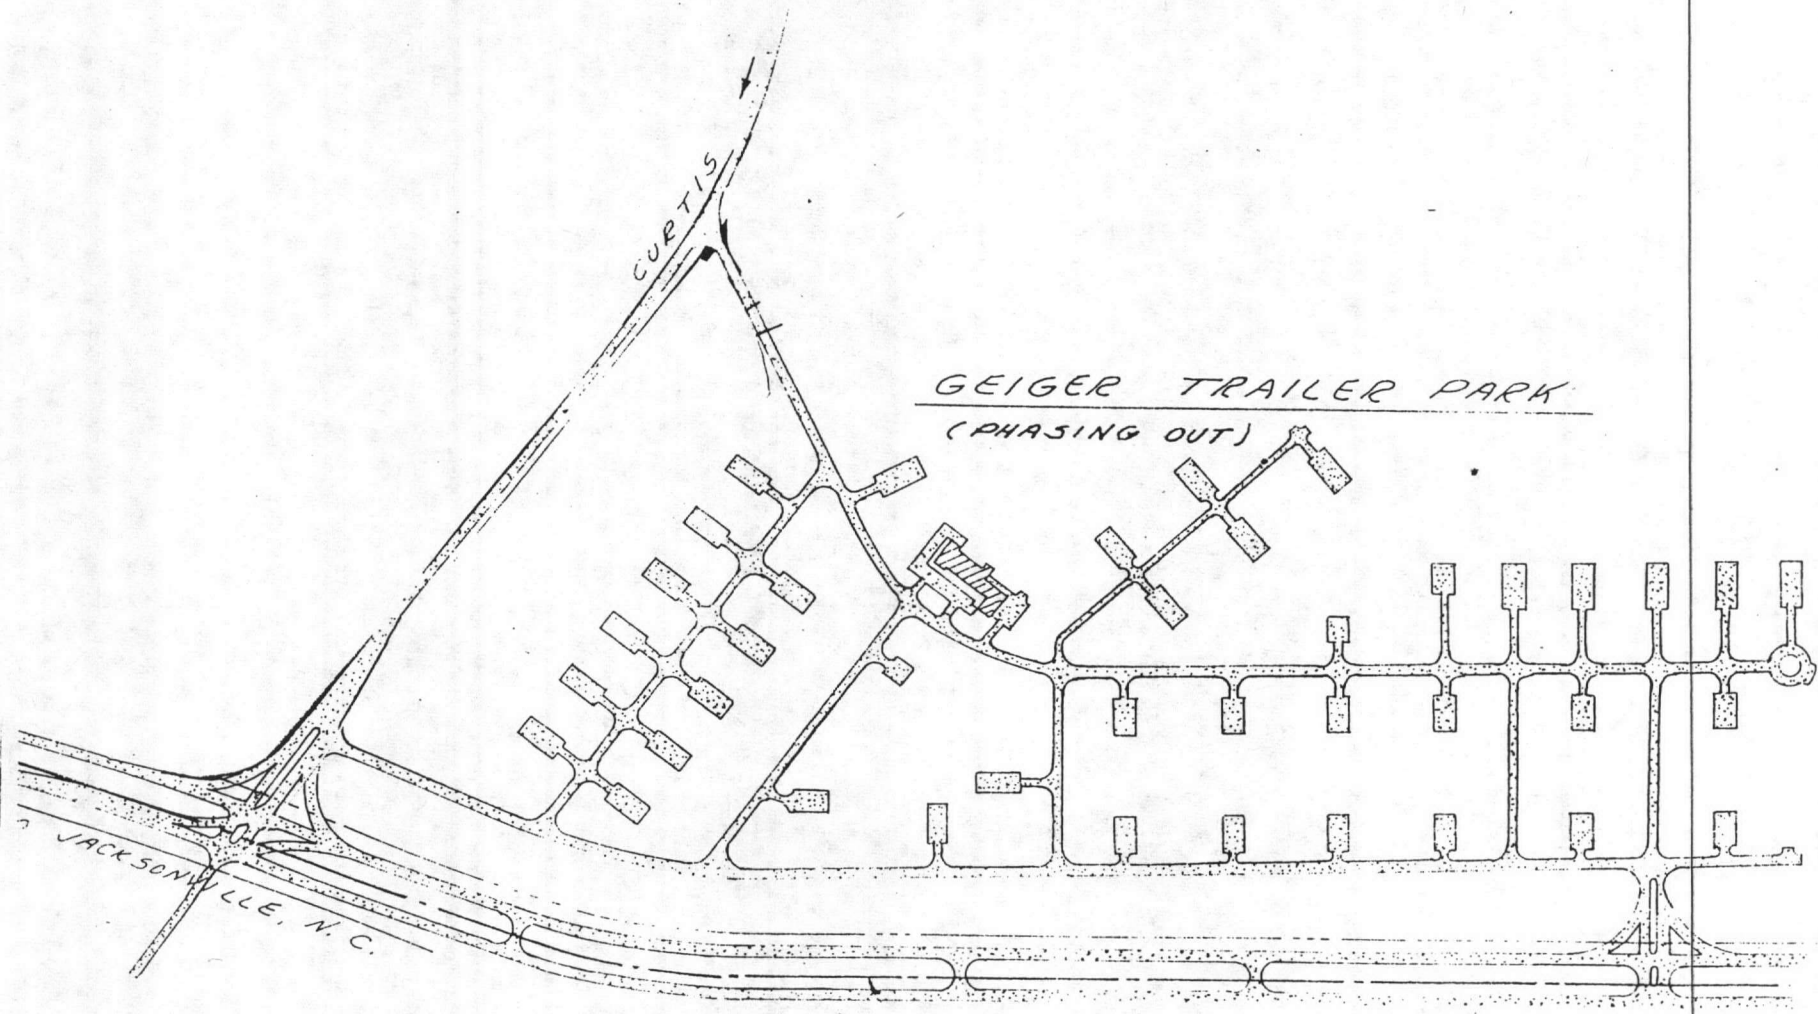 CURTIS
GEIGER TRAILER PARK
(PHASING OUT)
JACKSONVILLE, N. C.